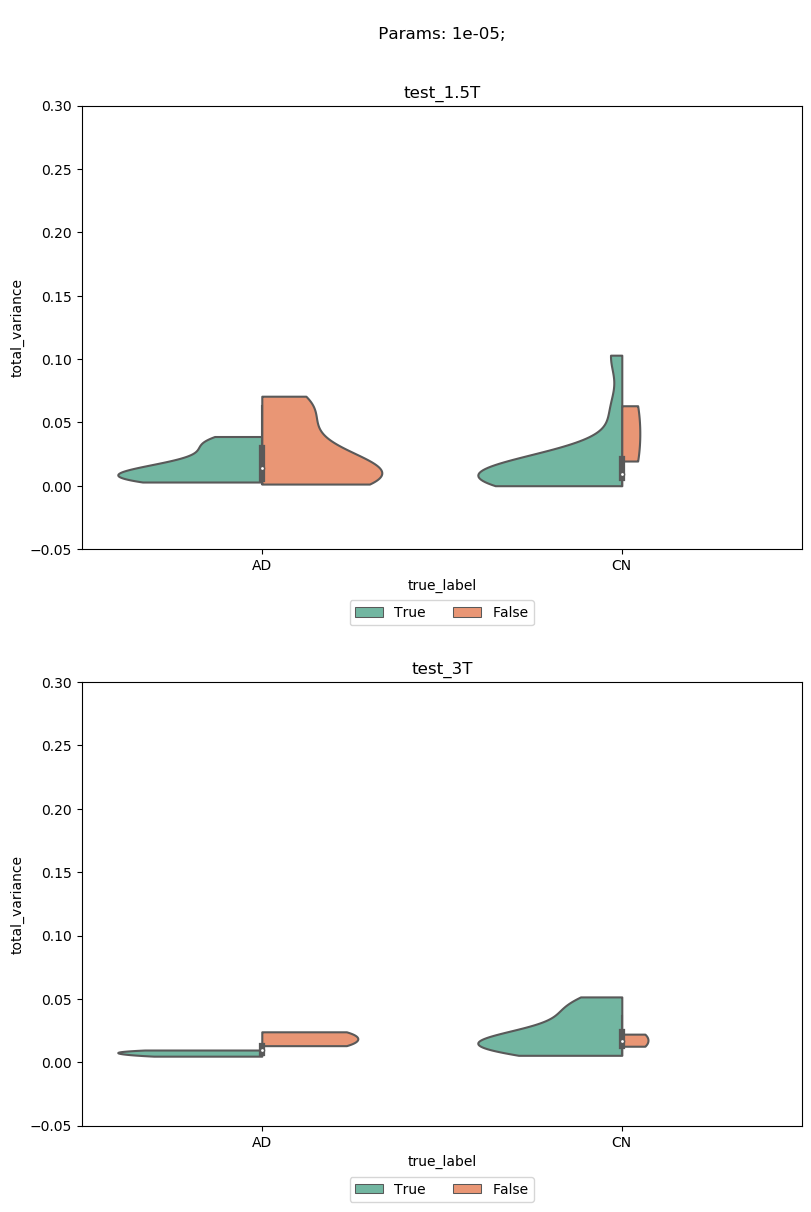 Params: 1e-05;
test_1.5T
0.30
0.25
0.20
0.15
0.10
0.05
0.00
−0.05
total_variance
AD CN
true_label
True False
test_3T
0.30
0.25
0.20
0.15
0.10
0.05
0.00
−0.05
total_variance
AD CN
true_label
True False